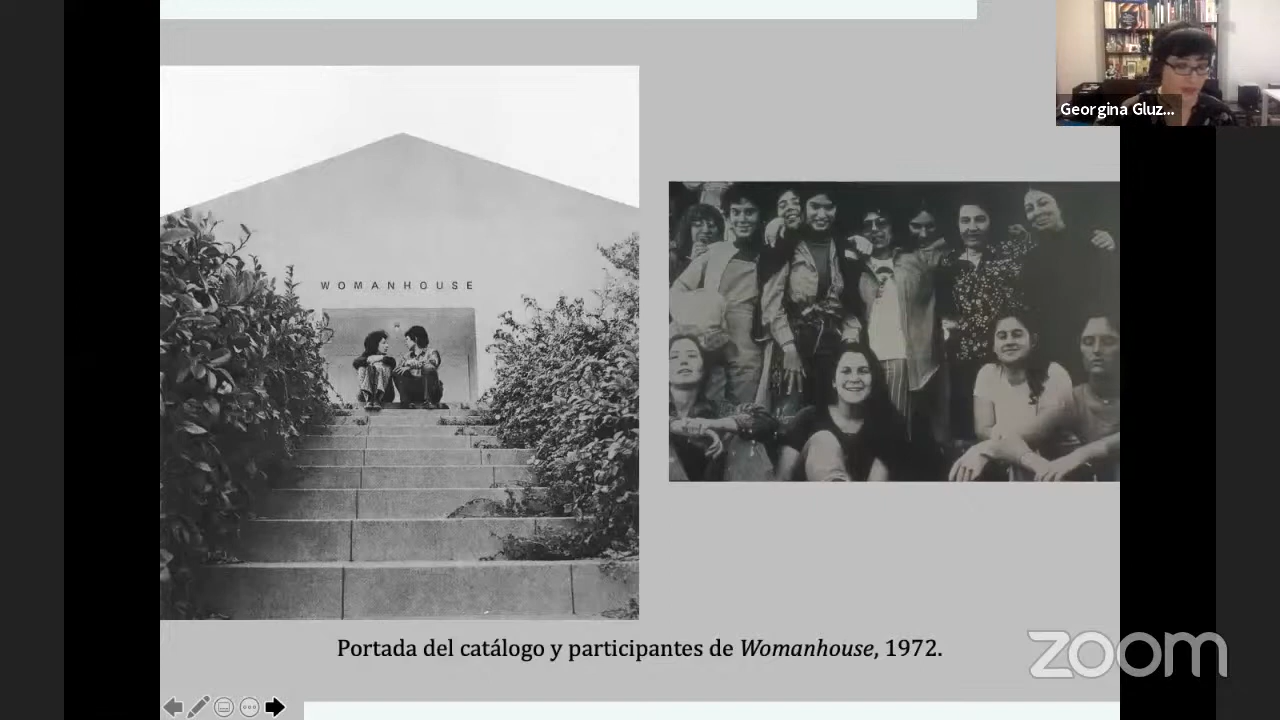 Georgina Gluz...
WOMANHOUSE
Portada del catálogo y participantes de Womanhouse, 1972.
zoom